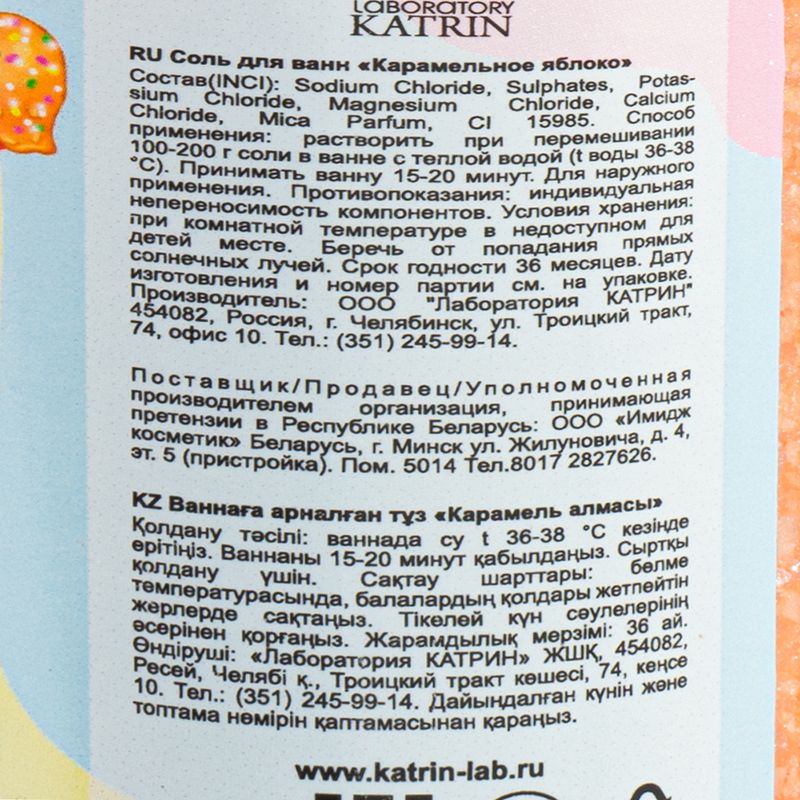 LABORATORY
KATRIN
RU Соль для ванн «Карамельное яблоко»
Состав(INCI): Sodium Chloride, Sulphates, Potas-
sium Chloride, Magnesium Chloride, Calcium
Chloride, Mica Parfum, CI 15985. Способ
применения: растворить при перемешивании
100-200 г соли в ванне с теплой водой (t воды 36-38
°C). Принимать ванну 15-20 минут. Для наружного
применения. Противопоказания: индивидуальная
непереносимость компонентов. Условия хранения:
при комнатной температуре в недоступном для
детей месте. Беречь от попадания прямых
солнечных лучей. Срок годности 36 месяцев. Дату
изготовления и номер партии см. на упаковке.
Производитель: ООО "Лаборатория КАТРИН"
454082, Россия, г. Челябинск, ул. Троицкий тракт,
74, офис 10. Тел.: (351) 245-99-14.
Поставщик/Продавец/Уполномоченная
производителем организация, принимающая
претензии в Республике Беларусь: ООО «Имидж
косметик» Беларусь, г. Минск ул. Жилуновича, д. 4,
эт. 5 (пристройка). Пом. 5014 Тел.8017 2827626.
KZ Ваннаға арналған тұз «Карамель алмасы»
Қолдану тәсілі: ваннада су t 36-38 °C кезінде
ерітіңіз. Ваннаны 15-20 минут қабылдаңыз. Сыртқы
қолдану үшін. Сақтау шарттары: бөлме
температурасында, балалардың қолдары жетпейтін
жерлерде сақтаңыз. Тікелей күн сәулелерінің
әсерінен қорғаңыз. Жарамдылық мерзімі: 36 ай.
Өндіруші: «Лаборатория КАТРИН» ЖШҚ, 454082,
Ресей, Челябі қ., Троицкий тракт көшесі, 74, кеңсе
10. Тел.: (351) 245-99-14. Дайындалған күнін және
топтама немірін қаптамасынан қараңыз.
www.katrin-lab.ru